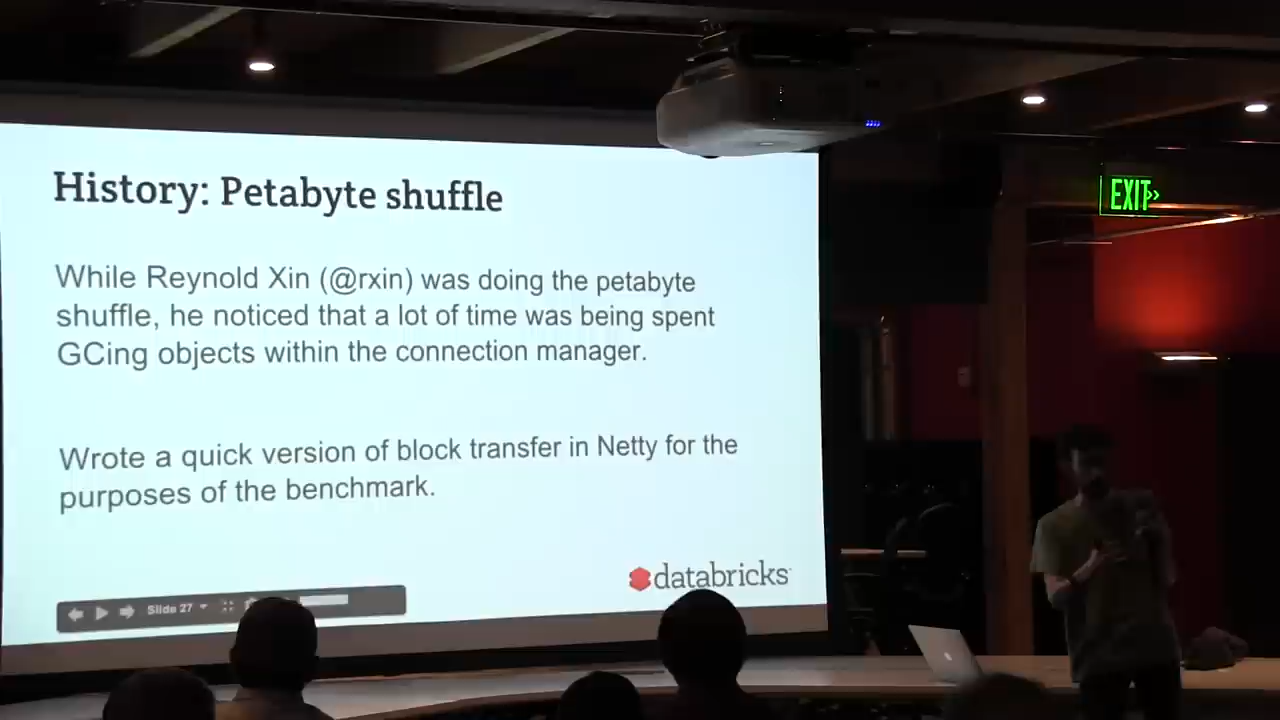 History: Petabyte shuffle
While Reynold Xin (@rxin) was doing the petabyte
shuffle, he noticed that a lot of time was being spent
GCing objects within the connection manager.
Wrote a quick version of block transfer in Netty for the
purposes of the benchmark.
databricks
Slide 27
EXIT